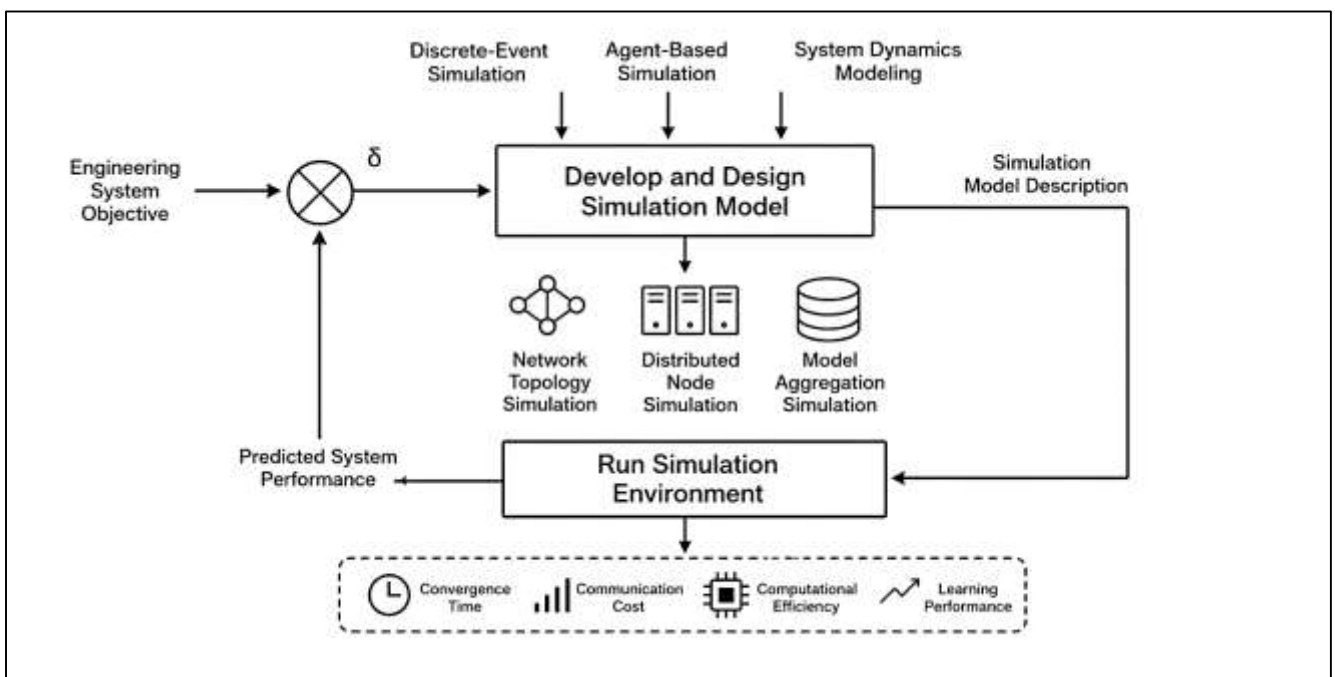 Discrete-Event
Simulation
Agent-Based
Simulation
System Dynamics
Modeling
Engineering
System
Objective
δ
Develop and Design
Simulation Model
Simulation
Model Description
Network
Topology
Simulation
Distributed
Node
Simulation
Model
Aggregation
Simulation
Predicted System
Performance
Run Simulation
Environment
Convergence
Time
Communication
Cost
Computational
Efficiency
Learning
Performance